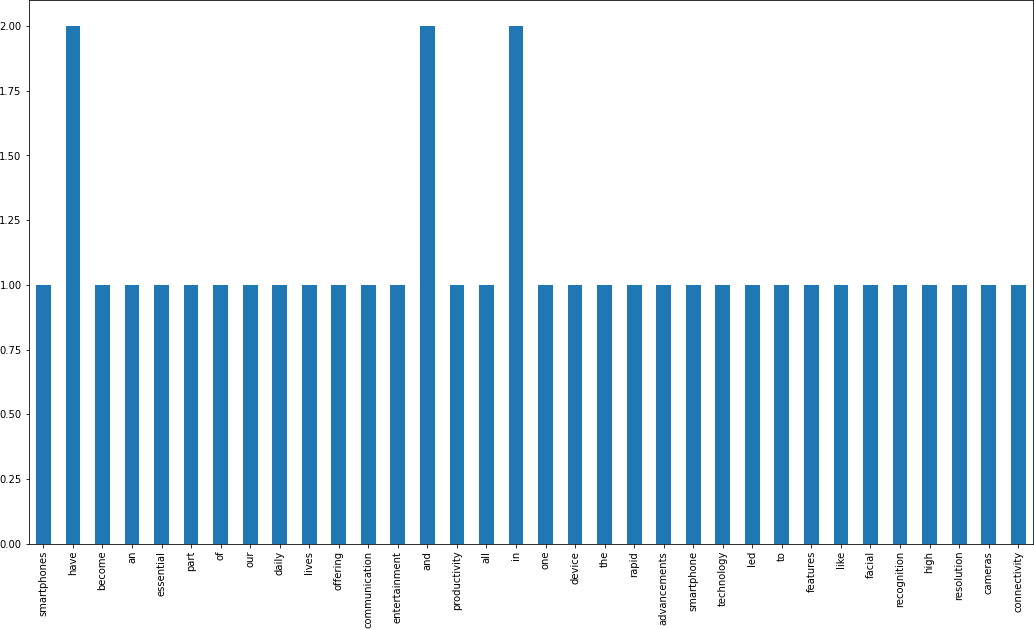 2.00
1.75
1.50
1.25
1.00
0.75
0.50
0.25
0.00
smartphones
have
become
an
essential
part
of
our
daily
lives
offering
communication
entertainment
and
productivity
all
in
one
device
the
rapid
advancements
smartphone
technology
led
to
features
like
facial
recognition
high
resolution
cameras
connectivity